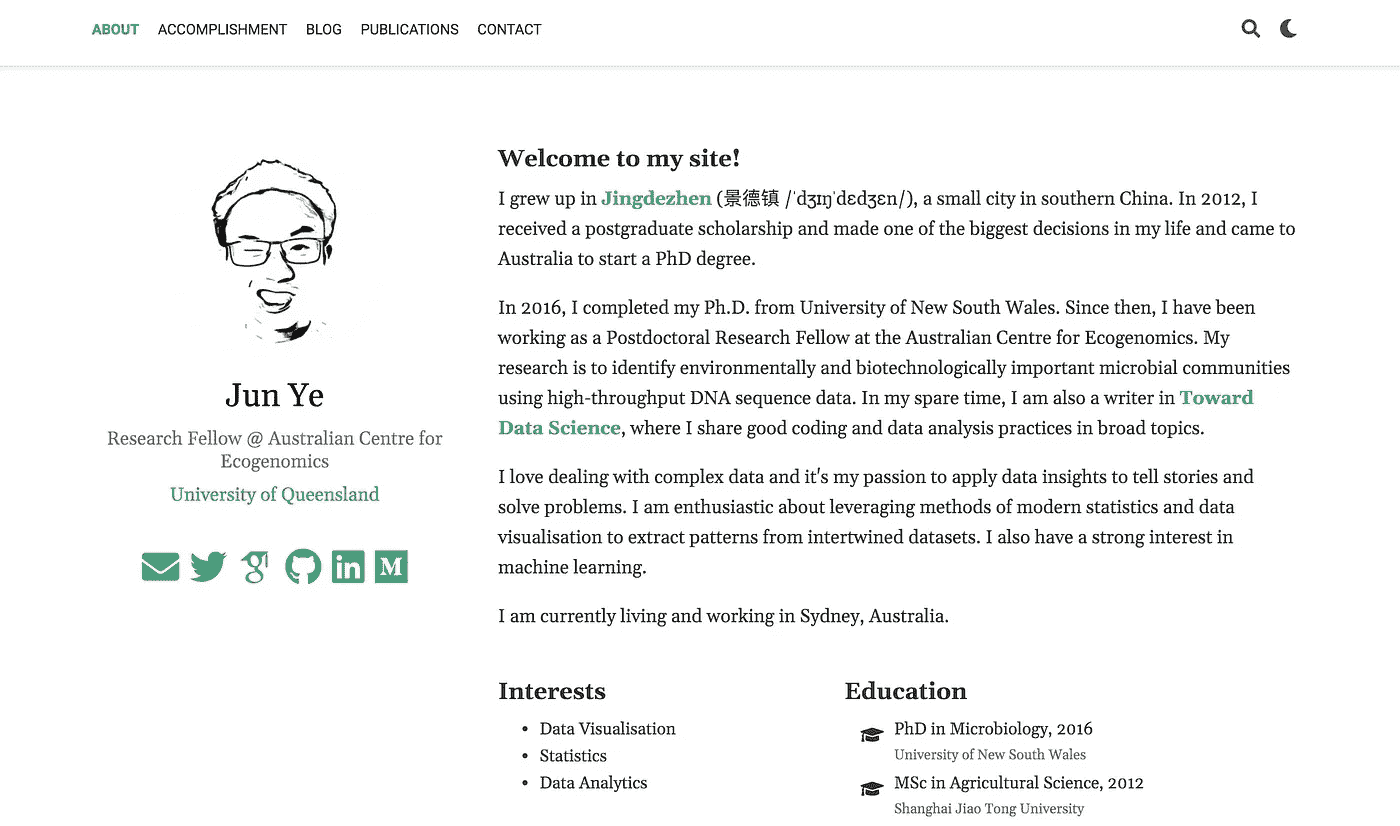 ABOUT ACCOMPLISHMENT BLOG PUBLICATIONS CONTACT
Jun Ye
Research Fellow @ Australian Centre for
Ecogenomics
University of Queensland
Welcome to my site!
I grew up in Jingdezhen (景德镇 /ˈdʒɪŋˈdɛdʒɛn/), a small city in southern China. In 2012, I
received a postgraduate scholarship and made one of the biggest decisions in my life and came to
Australia to start a PhD degree.
In 2016, I completed my Ph.D. from University of New South Wales. Since then, I have been
working as a Postdoctoral Research Fellow at the Australian Centre for Ecogenomics. My
research is to identify environmentally and biotechnologically important microbial communities
using high-throughput DNA sequence data. In my spare time, I am also a writer in Toward
Data Science, where I share good coding and data analysis practices in broad topics.
I love dealing with complex data and it's my passion to apply data insights to tell stories and
solve problems. I am enthusiastic about leveraging methods of modern statistics and data
visualisation to extract patterns from intertwined datasets. I also have a strong interest in
machine learning.
I am currently living and working in Sydney, Australia.
Interests
• Data Visualisation
• Statistics
• Data Analytics
Education
PhD in Microbiology, 2016
University of New South Wales
MSc in Agricultural Science, 2012
Shanghai Jiao Tong University